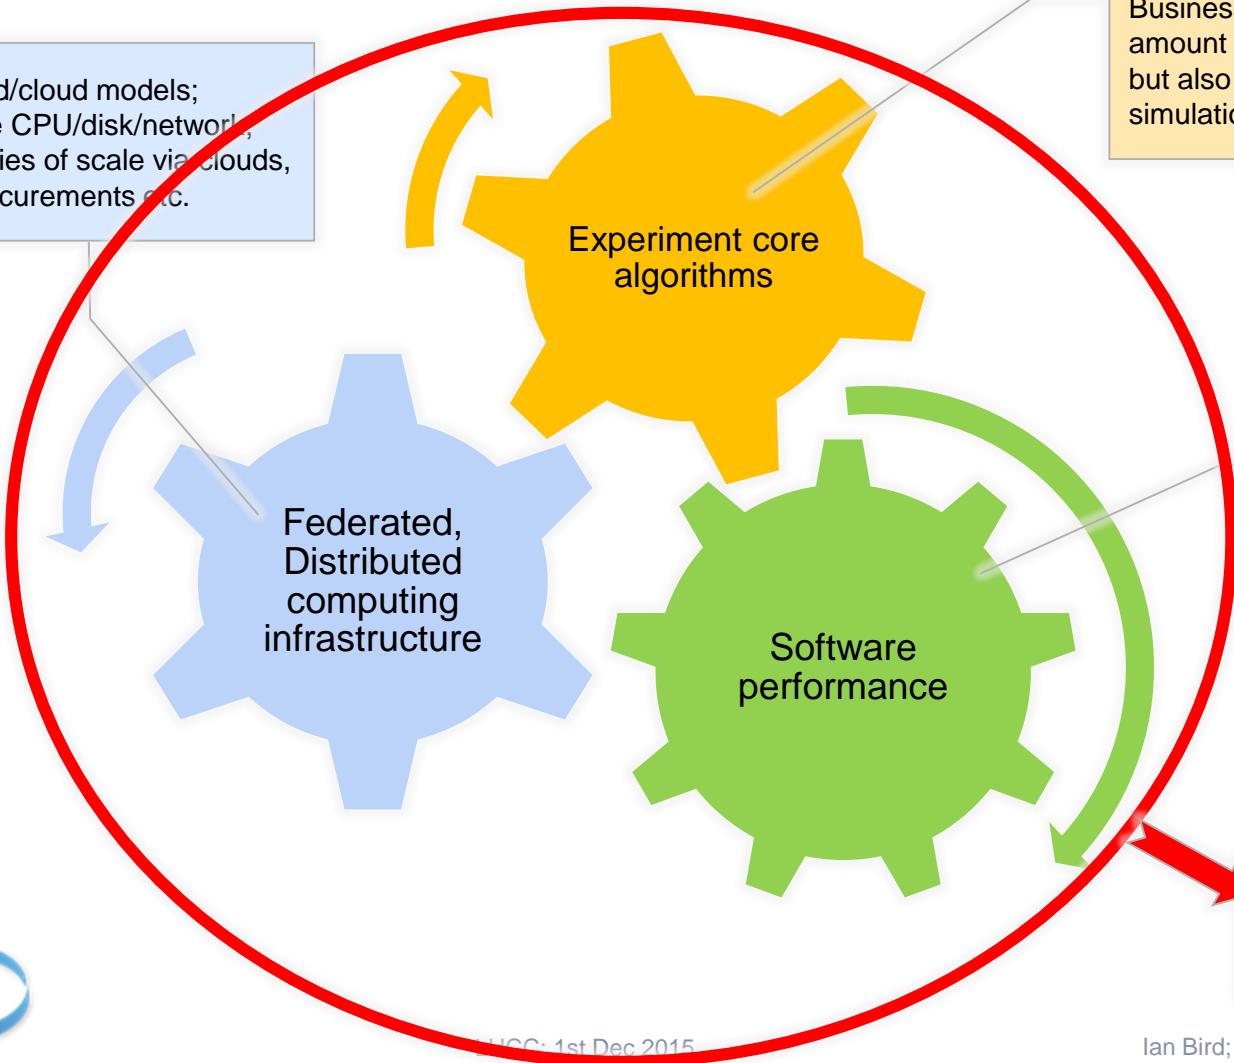 d/cloud models;
e CPU/disk/network;
ies of scale via clouds,
curements etc.
Busines
amount
but also
simulatio
Experiment core
algorithms
Federated,
Distributed
computing
infrastructure
Software
performance
LHCC; 1st Dec 2015
Ian Bird;